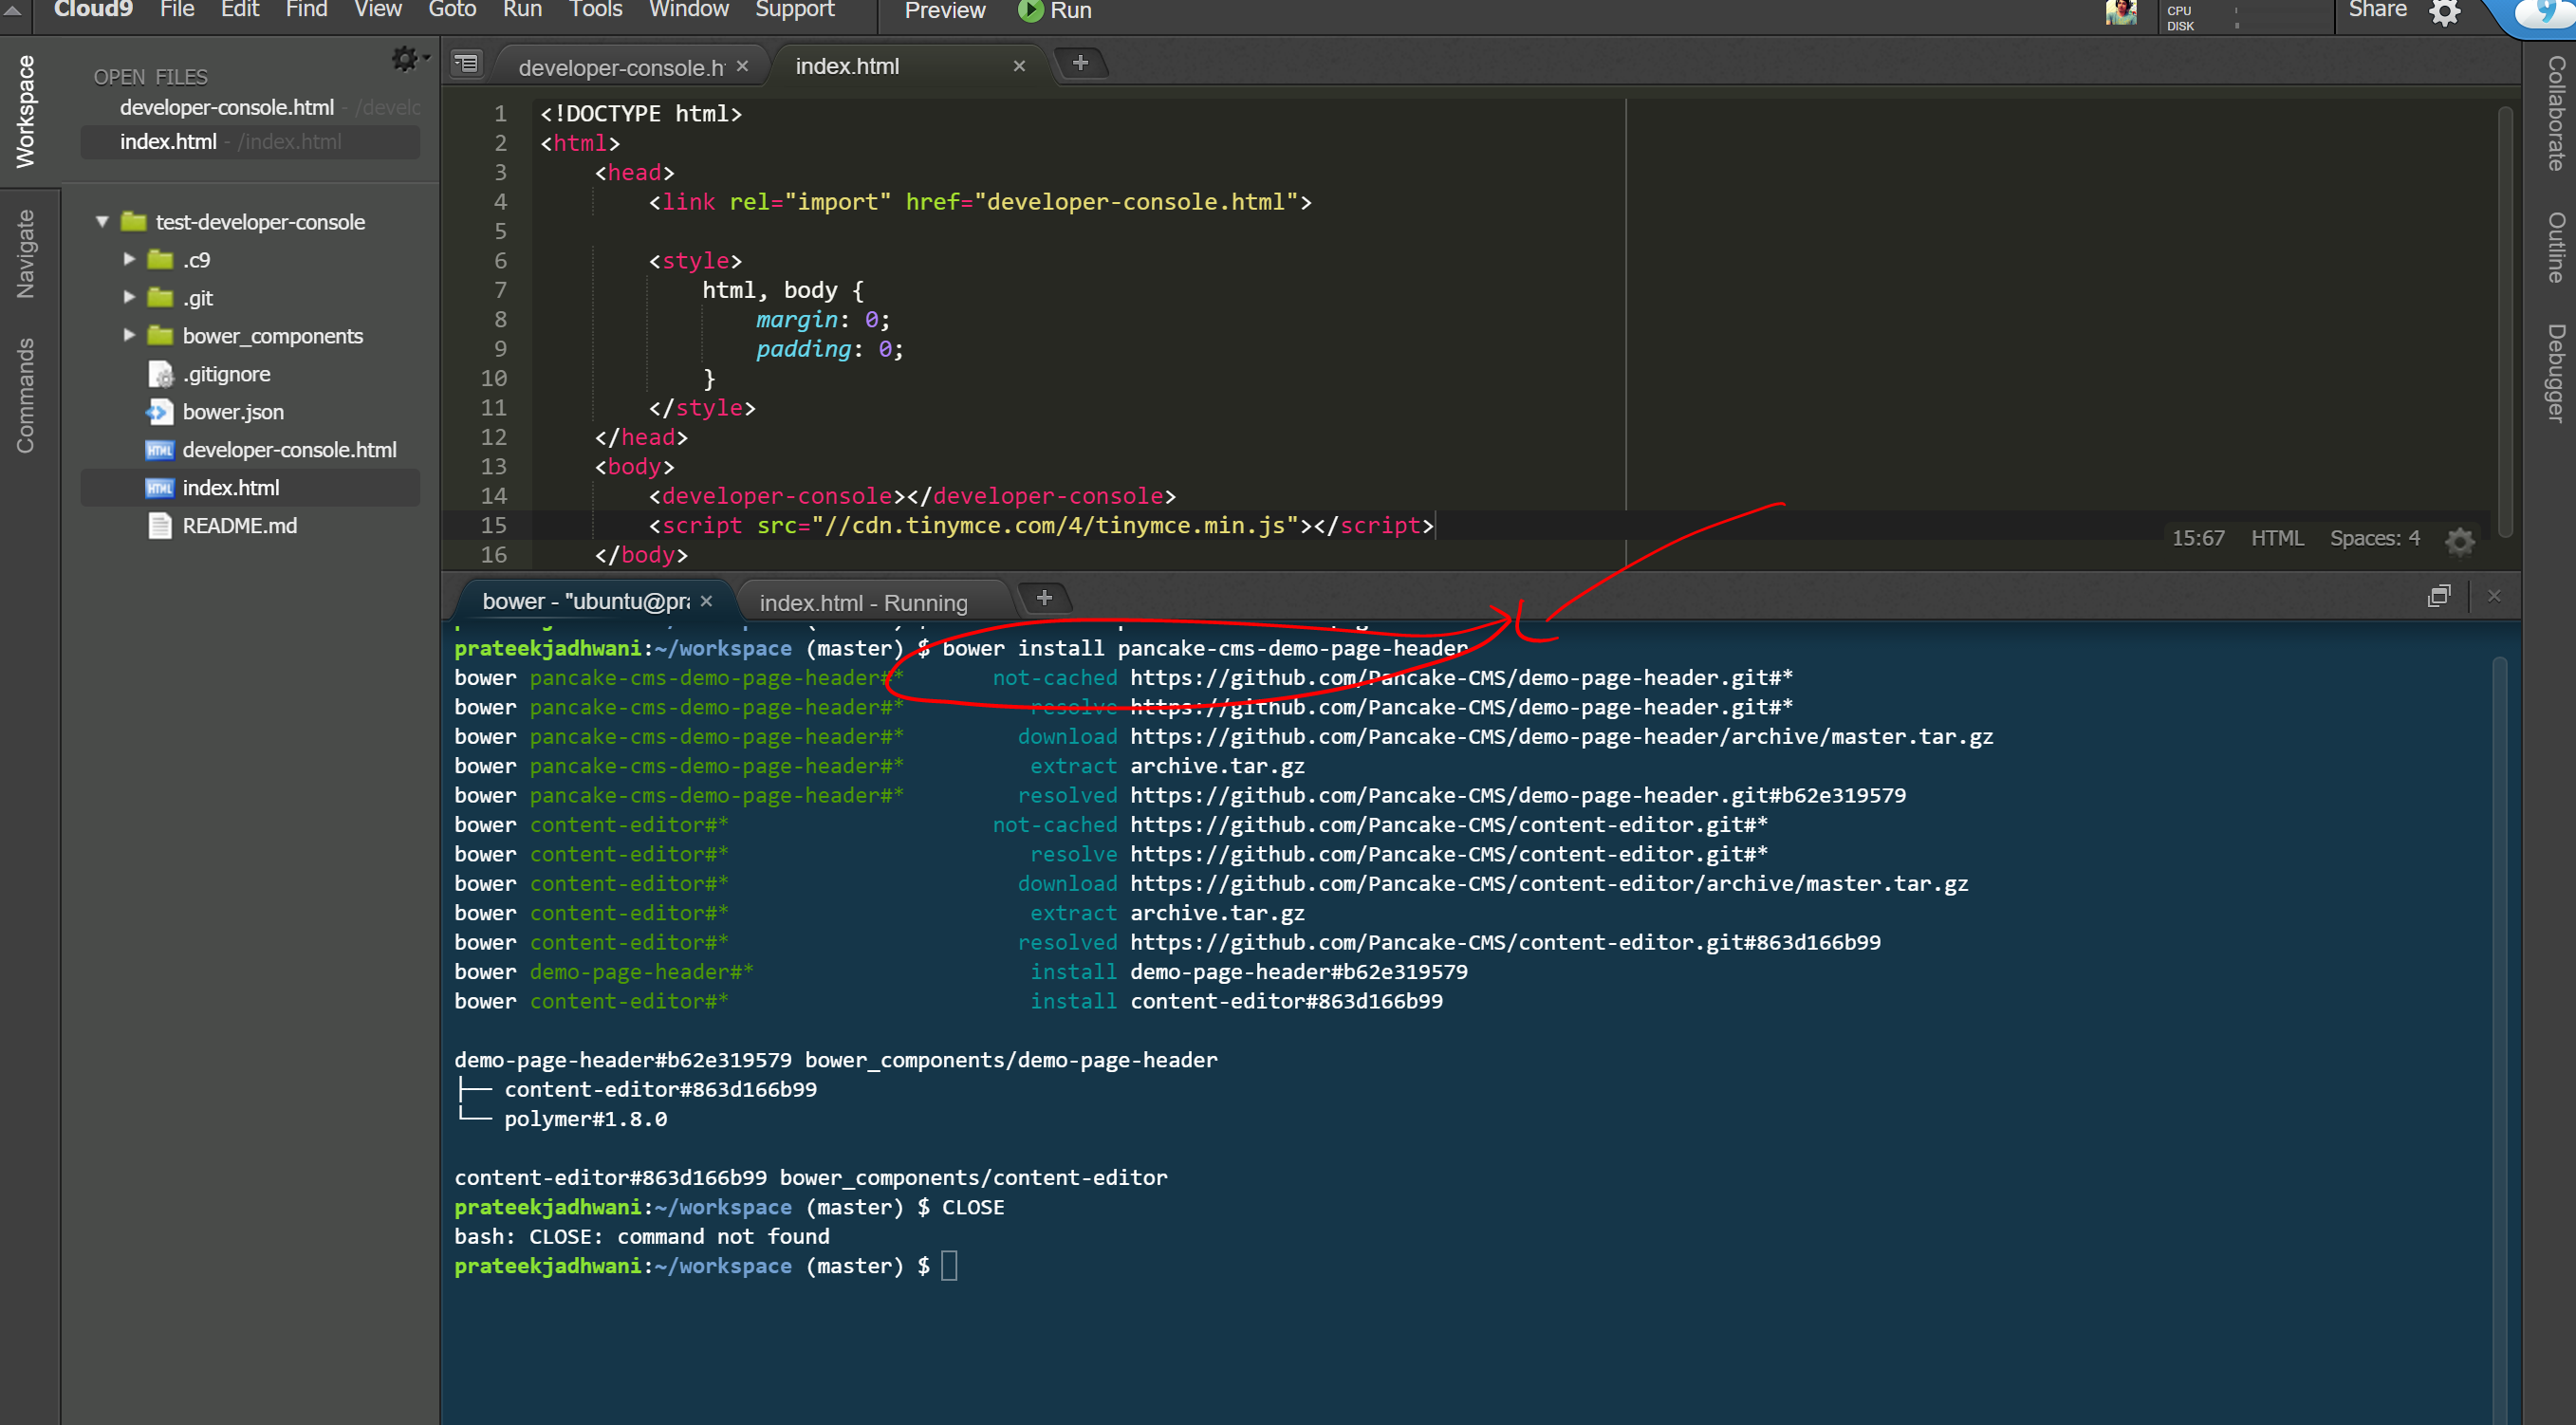 Cloud9 File Edit Find View Goto Run Tools Window Support Preview Run CPU DISK Share
Workspace
Navigate
Commands
OPEN FILES
developer-console.html - /develc
index.html - /index.html
test-developer-console
.c9
.git
bower_components
.gitignore
bower.json
developer-console.html
index.html
README.md
developer-console.h
index.html
1 <!DOCTYPE html>
2 <html>
3 <head>
4 <link rel="import" href="developer-console.html">
5
6 <style>
7 html, body {
8 margin: 0;
9 padding: 0;
10 }
11 </style>
12 </head>
13 <body>
14 <developer-console></developer-console>
15 <script src="//cdn.tinymce.com/4/tinymce.min.js"></script>
16 </body>
15:67 HTML Spaces: 4
Collaborate
Outline
Debugger
bower - "ubuntu@pra
index.html - Running
prateekjadhwani:~/workspace (master) $ bower install pancake-cms-demo-page-header
bower pancake-cms-demo-page-header#* not-cached https://github.com/Pancake-CMS/demo-page-header.git#*
bower pancake-cms-demo-page-header#* resolve https://github.com/Pancake-CMS/demo-page-header.git#*
bower pancake-cms-demo-page-header#* download https://github.com/Pancake-CMS/demo-page-header/archive/master.tar.gz
bower pancake-cms-demo-page-header#* extract archive.tar.gz
bower pancake-cms-demo-page-header#* resolved https://github.com/Pancake-CMS/demo-page-header.git#b62e319579
bower content-editor#* not-cached https://github.com/Pancake-CMS/content-editor.git#*
bower content-editor#* resolve https://github.com/Pancake-CMS/content-editor.git#*
bower content-editor#* download https://github.com/Pancake-CMS/content-editor/archive/master.tar.gz
bower content-editor#* extract archive.tar.gz
bower content-editor#* resolved https://github.com/Pancake-CMS/content-editor.git#863d166b99
bower demo-page-header#* install demo-page-header#b62e319579
bower content-editor#* install content-editor#863d166b99
demo-page-header#b62e319579 bower_components/demo-page-header
├── content-editor#863d166b99
└── polymer#1.8.0
content-editor#863d166b99 bower_components/content-editor
prateekjadhwani:~/workspace (master) $ CLOSE
bash: CLOSE: command not found
prateekjadhwani:~/workspace (master) $